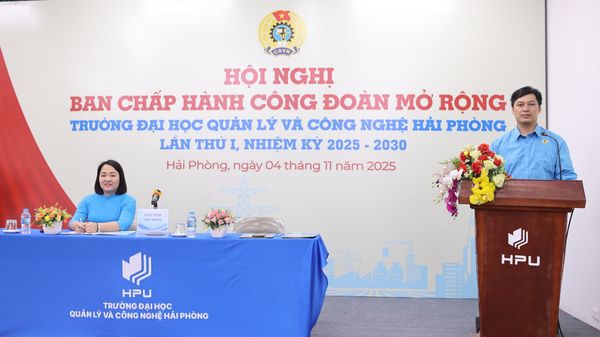 CĐVN
HỘI NGHỊ
BAN CHẤP HÀNH CÔNG ĐOÀN MỞ RỘNG
TRƯỜNG ĐẠI HỌC QUẢN LÝ VÀ CÔNG NGHỆ HẢI PHÒNG
LẦN THỨ I, NHIỆM KỲ 2025 - 2030
Hải Phòng, ngày 04 tháng 11 năm 2025
CHỦ TỌA
HPU
HPU
TRƯỜNG ĐẠI HỌC
QUẢN LÝ VÀ CÔNG NGHỆ HẢI PHÒNG